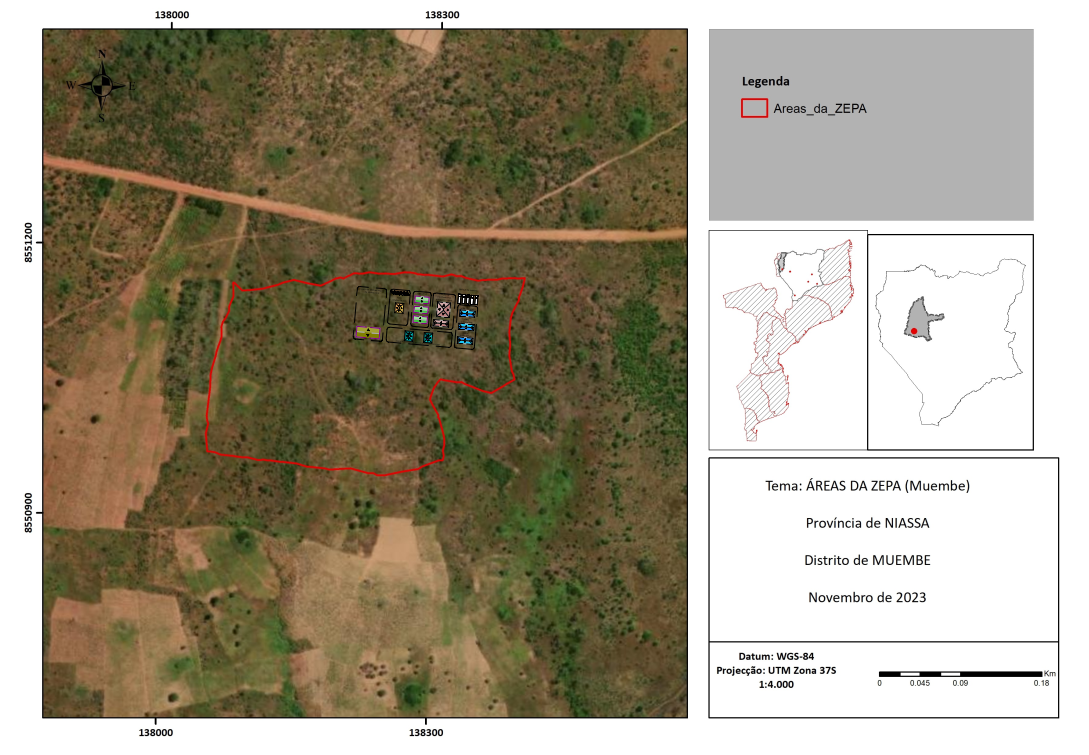 138000 138300
N
W E
S
8551200
8550900
138000 138300
Legenda
Areas_da_ZEPA
Tema: ÁREAS DA ZEPA (Muembe)
Província de NIASSA
Distrito de MUEMBE
Novembro de 2023
Datum: WGS-84
Projecção: UTM Zona 37S
1:4.000
Km
0 0.045 0.09 0.18